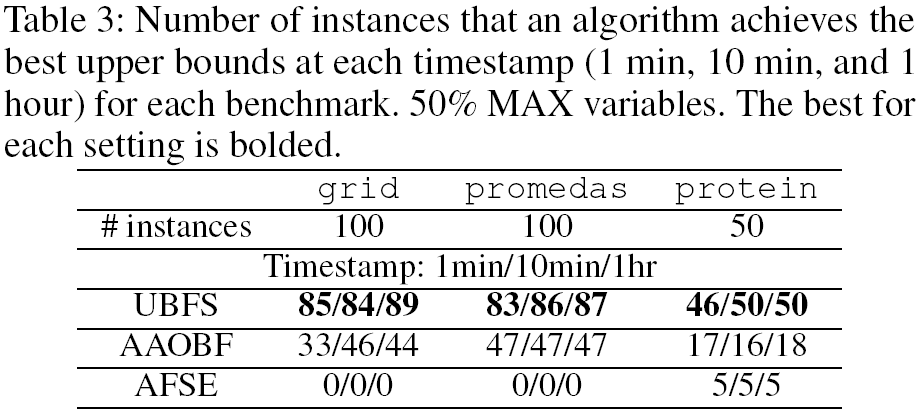 Table 3: Number of instances that an algorithm achieves the
best upper bounds at each timestamp (1 min, 10 min, and 1
hour) for each benchmark. 50% MAX variables. The best for
each setting is bolded.
grid promedas protein
# instances 100 100 50
Timestamp: 1min/10min/1hr
UBFS 85/84/89 83/86/87 46/50/50
AAOBF 33/46/44 47/47/47 17/16/18
AFSE 0/0/0 0/0/0 5/5/5